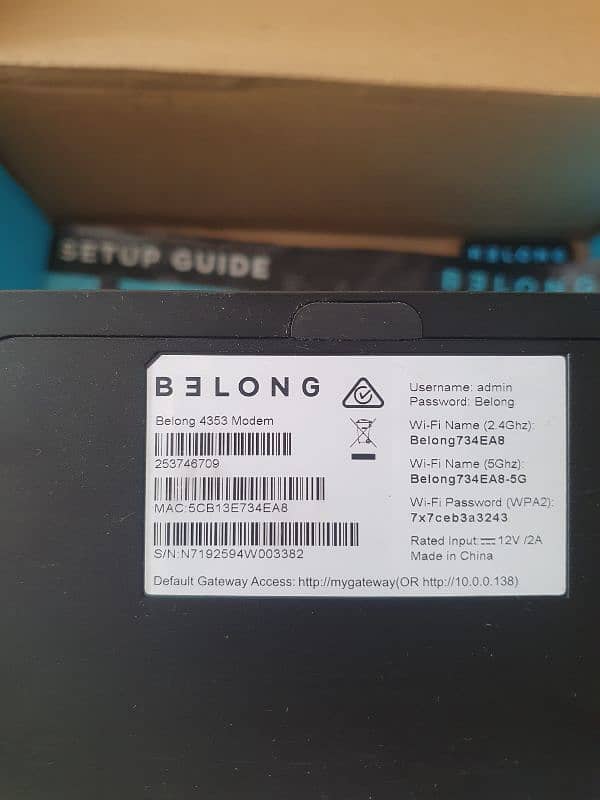 SETUP GUIDE
BELONG
BELONG
BƎLONG
Belong 4353 Modem
253746709
MAC:5CB13E734EA8
S/N:N7192594W003382
Username: admin
Password: Belong
Wi-Fi Name (2.4Ghz):
Belong734EA8
Wi-Fi Name (5Ghz):
Belong734EA8-5G
Wi-Fi Password (WPA2):
7x7ceb3a3243
Rated Input: 12V /2A
Made in China
Default Gateway Access: http://mygateway(OR http://10.0.0.138)